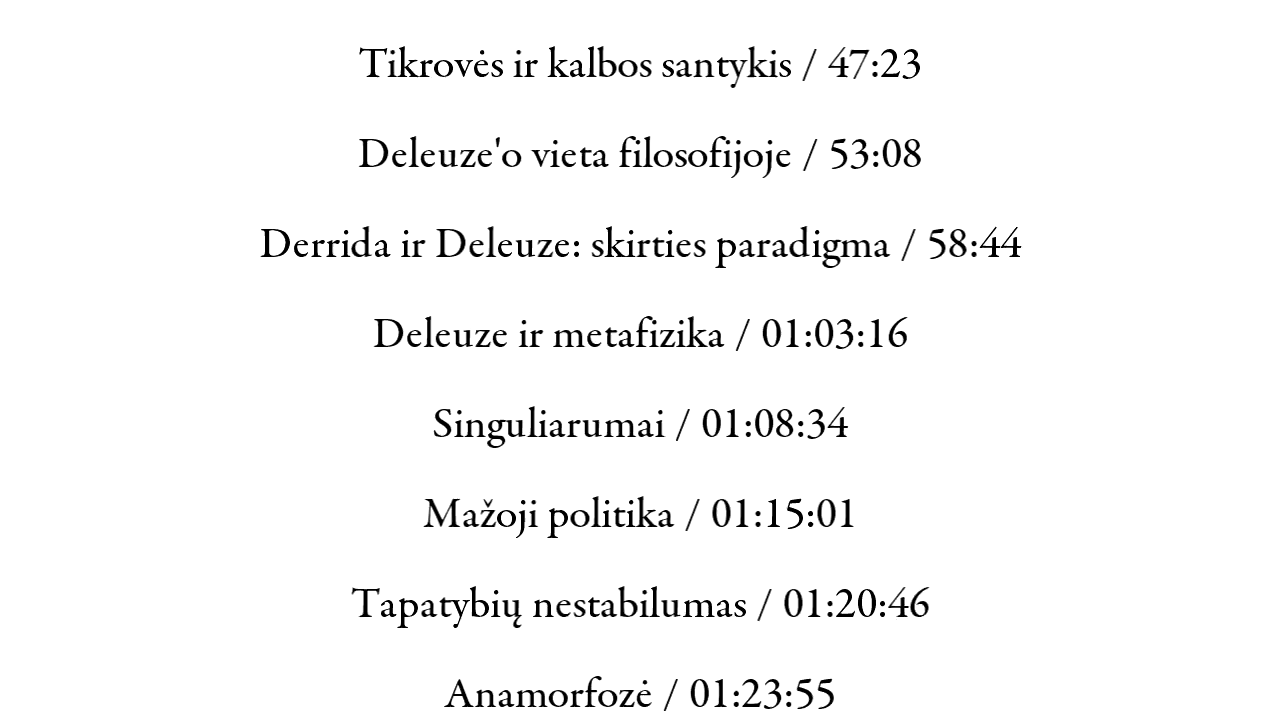 Tikrovės ir kalbos santykis / 47:23
Deleuze'o vieta filosofijoje / 53:08
Derrida ir Deleuze: skirties paradigma / 58:44
Deleuze ir metafizika / 01:03:16
Singuliarumai / 01:08:34
Mažoji politika / 01:15:01
Tapatybių nestabilumas / 01:20:46
Anamorfozė / 01:23:55